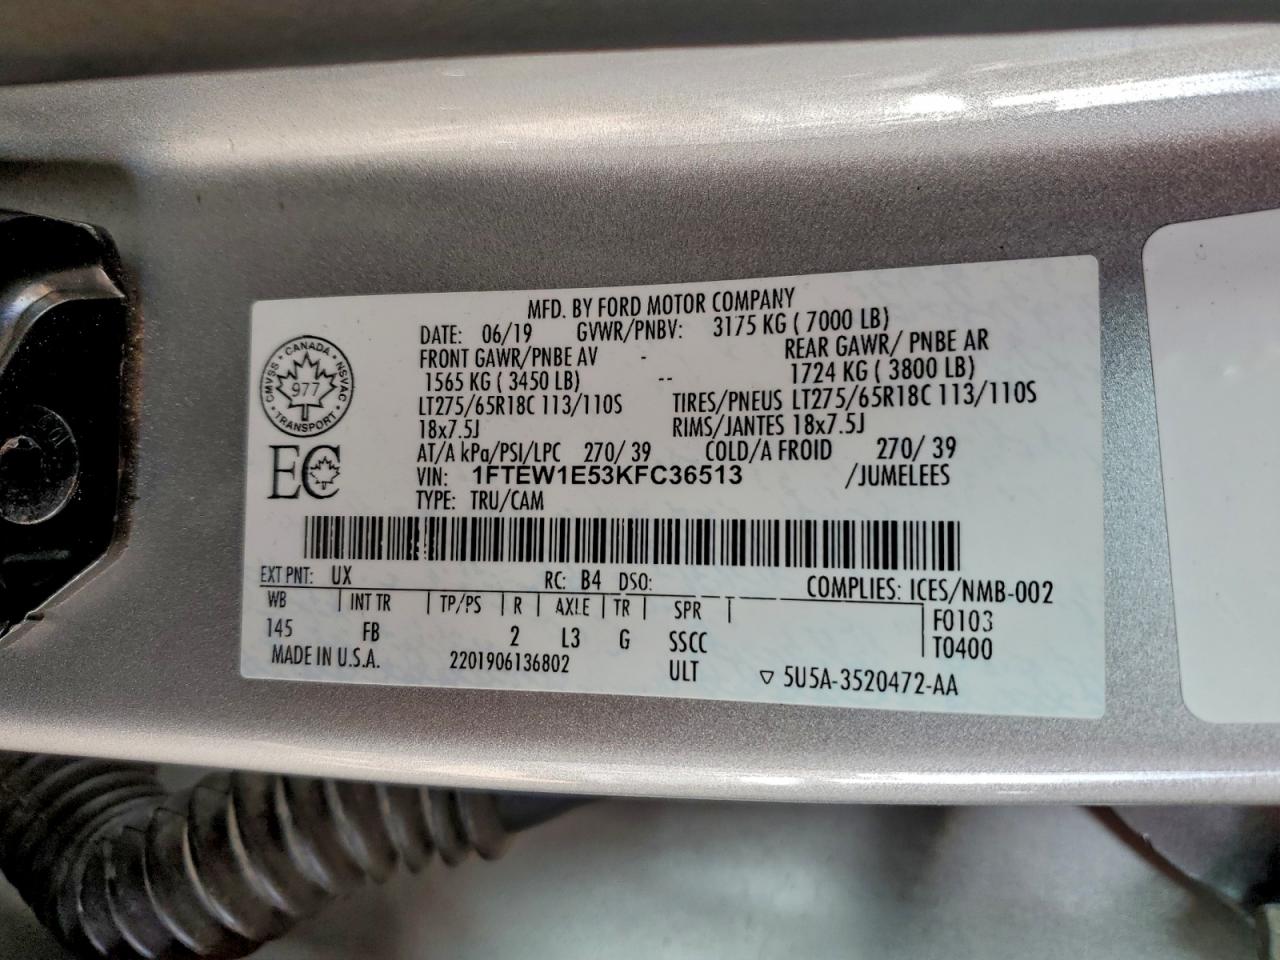 MFD. BY FORD MOTOR COMPANY
DATE: 06/19 GVWR/PNBV: 3175 KG ( 7000 LB)
FRONT GAWR/PNBE AV - REAR GAWR/ PNBE AR
1565 KG ( 3450 LB) -- 1724 KG ( 3800 LB)
LT275/65R18C 113/110S TIRES/PNEUS LT275/65R18C 113/110S
18x7.5J RIMS/JANTES 18x7.5J
AT/A kPa/PSI/LPC 270/ 39 COLD/A FROID 270/ 39
VIN: 1FTEW1E53KFC36513 /JUMELEES
TYPE: TRU/CAM
CANADA
CMVSS NSVAC
977
TRANSPORT
EC
EXT PNT: UX RC: B4 DSO: COMPLIES: ICES/NMB-002
WB INT TR TP/PS R AXLE TR SPR F0103
145 FB 2 L3 G SSCC T0400
MADE IN U.S.A. 2201906136802 ULT 5U5A-3520472-AA